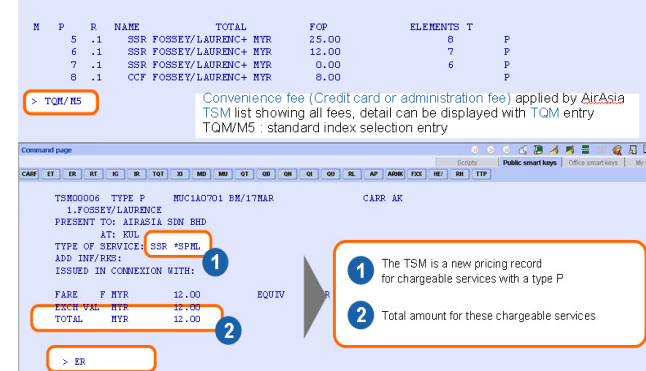 M P R NAME TOTAL FOP ELEMENTS T
5 .1 SSR FOSSEY/LAURENC+ MYR 25.00 8 P
6 .1 SSR FOSSEY/LAURENC+ MYR 12.00 7 P
7 .1 SSR FOSSEY/LAURENC+ MYR 0.00 6 P
8 .1 CCF FOSSEY/LAURENC+ MYR 8.00 P
> TQM/M5
Convenience fee (Credit card or administration fee) applied by AirAsia
TSM list showing all fees, detail can be displayed with TQM entry
TQM/M5 : standard index selection entry
Command page
Scripts Public smart keys Office smart keys My
CARF ET ER RT IG IR TQT XI MD MU QT QD QN QI QU RL AP ARNK FXX HE/ RH TTP
TSM00006 TYPE P MUC1A0701 BM/17MAR CARR AK
1.FOSSEY/LAURENCE
PRESENT TO: AIRASIA SDN BHD
AT: KUL
TYPE OF SERVICE: SSR *SPML
ADD INF/RKS:
ISSUED IN CONNEXION WITH:
1
FARE F MYR 12.00 EQUIV R
EXCH VAL MYR 12.00
TOTAL MYR 12.00
2
> ER
1 The TSM is a new pricing record
for chargeable services with a type P
2 Total amount for these chargeable services